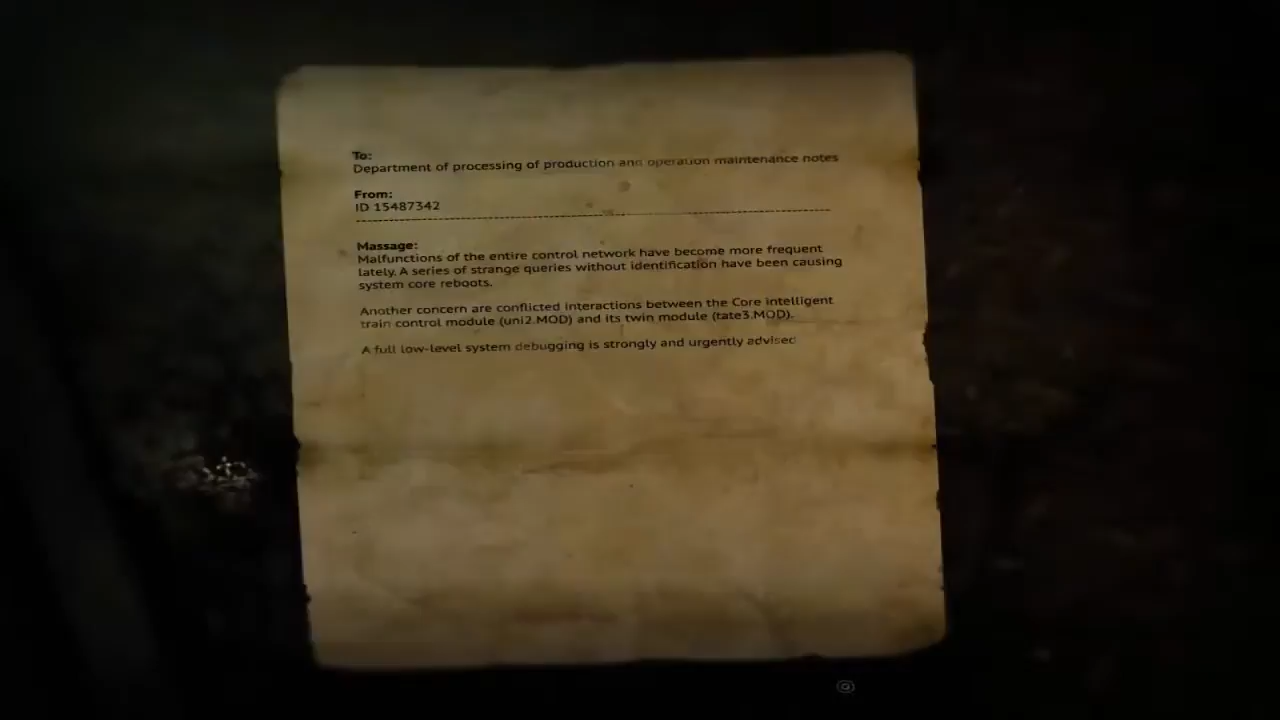 To:
Department of processing of production and operation maintenance notes
From:
ID 15487342
--------------------------------------------------------------------------------
Massage:
Malfunctions of the entire control network have become more frequent
lately. A series of strange queries without identification have been causing
system core reboots.
Another concern are conflicted interactions between the Core intelligent
train control module (uni2.MOD) and its twin module (tate3.MOD).
A full low-level system debugging is strongly and urgently advised